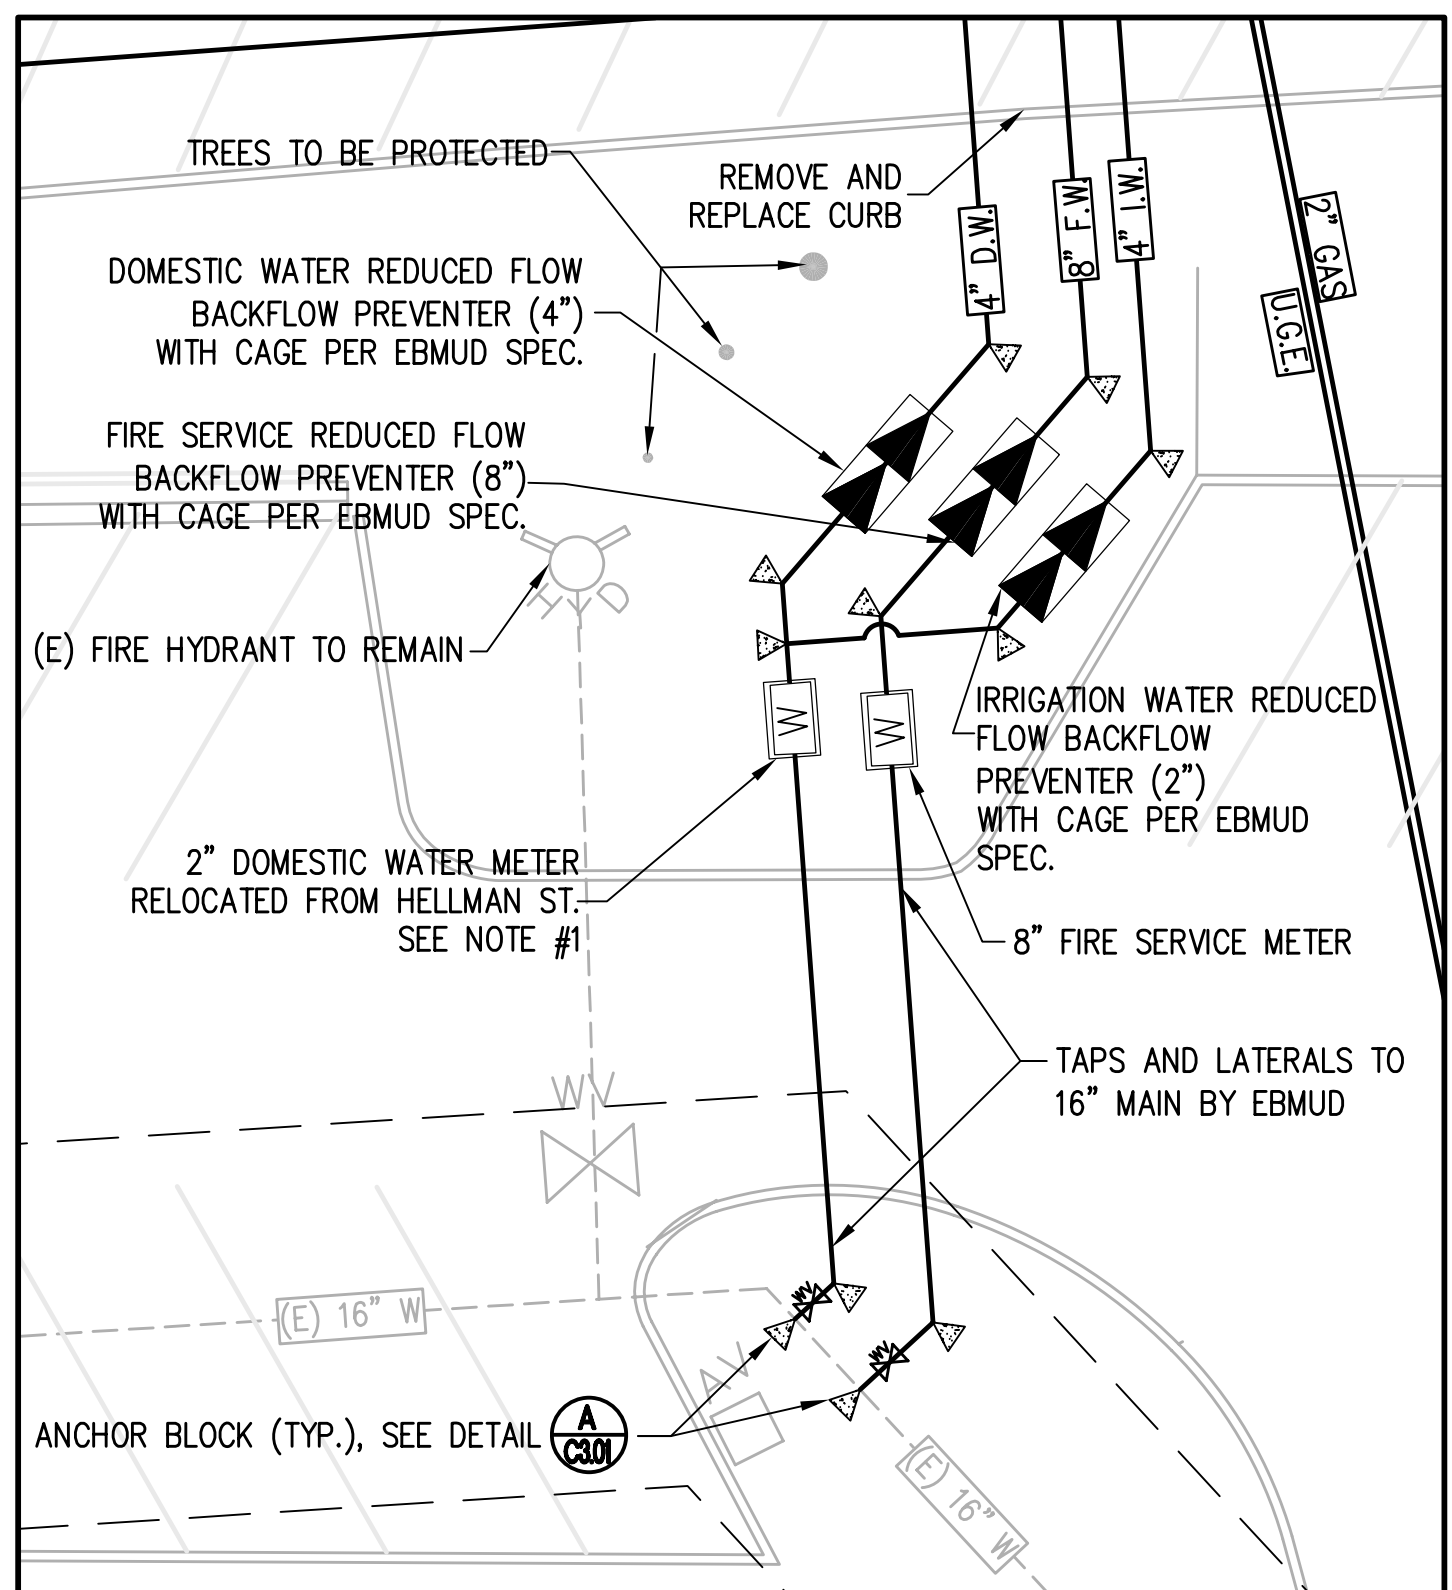 TREES TO BE PROTECTED
REMOVE AND
REPLACE CURB
4" D.W.
8" F.W.
4" I.W.
2" GAS
U.G.E.
DOMESTIC WATER REDUCED FLOW
BACKFLOW PREVENTER (4")
WITH CAGE PER EBMUD SPEC.
FIRE SERVICE REDUCED FLOW
BACKFLOW PREVENTER (8")
WITH CAGE PER EBMUD SPEC.
HYD
(E) FIRE HYDRANT TO REMAIN
W
W
IRRIGATION WATER REDUCED
FLOW BACKFLOW
PREVENTER (2")
WITH CAGE PER EBMUD
SPEC.
2" DOMESTIC WATER METER
RELOCATED FROM HELLMAN ST.
SEE NOTE #1
8" FIRE SERVICE METER
TAPS AND LATERALS TO
16" MAIN BY EBMUD
WV
(E) 16" W
WV
WV
AV
ANCHOR BLOCK (TYP.), SEE DETAIL
A
C3.01
(E) 16" W